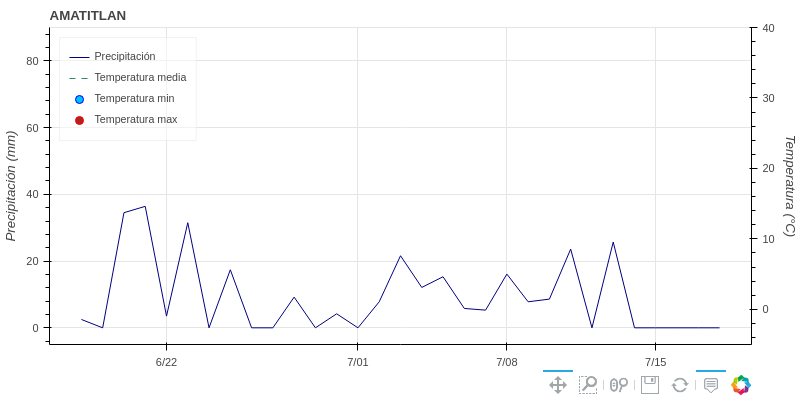 AMATITLAN
Precipitación
Temperatura media
Temperatura min
Temperatura max
Precipitación (mm)
80
60
40
20
0
Temperatura (°C)
40
30
20
10
0
6/22
7/01
7/08
7/15